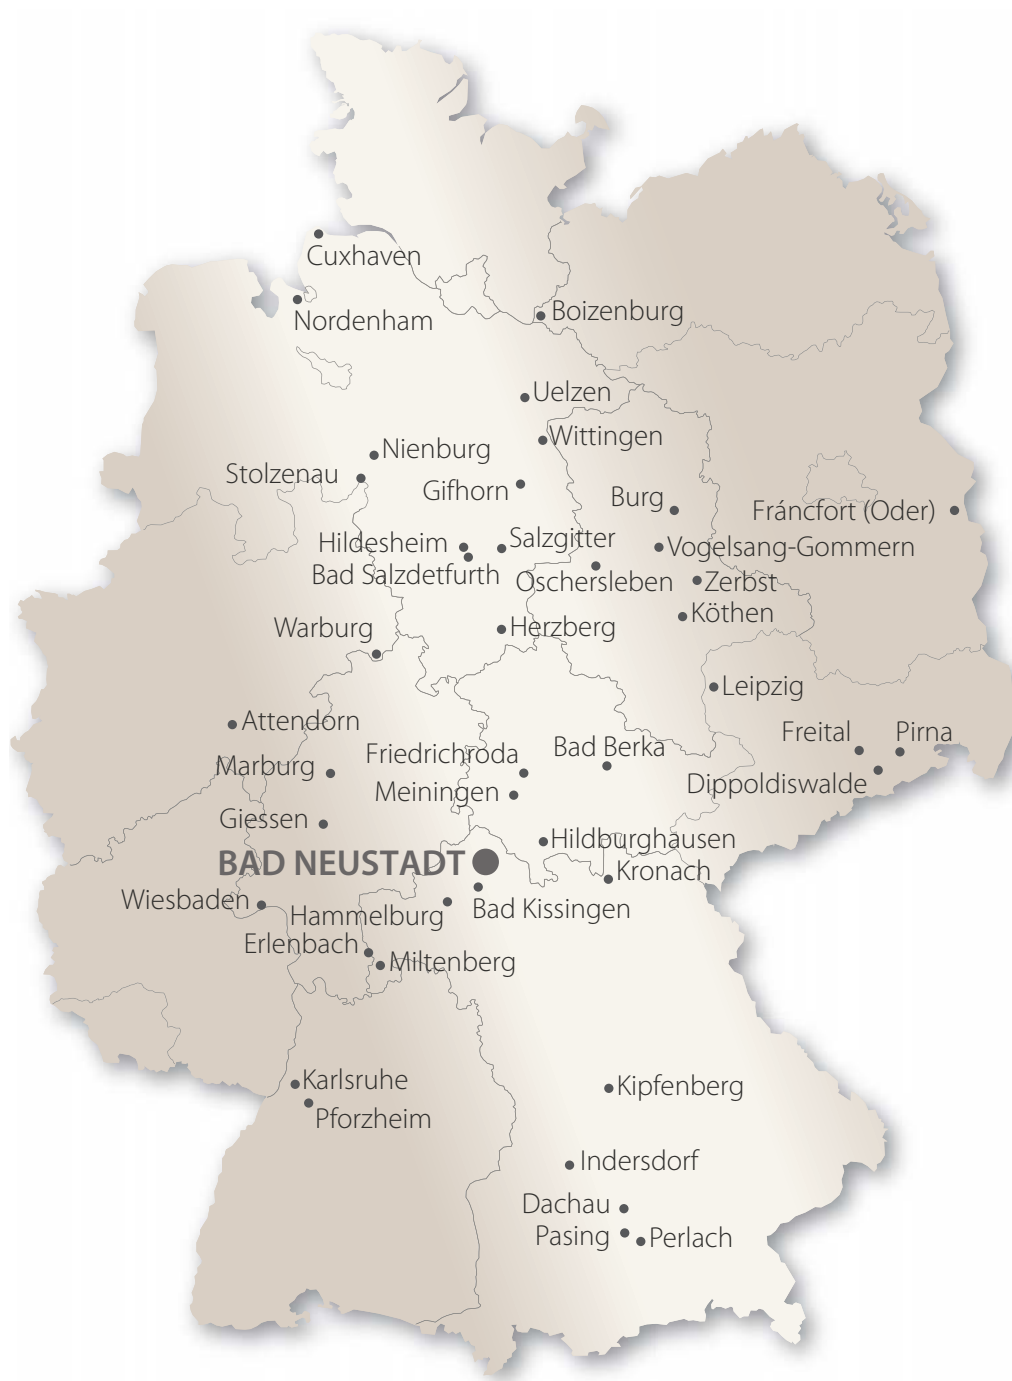 Cuxhaven
Nordenham
Boizenburg
Uelzen
Wittingen
Nienburg
Stolzenau
Gifhorn
Burg
Fráncfort (Oder)
Hildesheim
Salzgitter
Vogelsang-Gommern
Bad Salzdetfurth
Oschersleben
Zerbst
Köthen
Warburg
Herzberg
Leipzig
Attendorn
Freital
Pirna
Friedrichroda
Bad Berka
Marburg
Meiningen
Dippoldiswalde
Giessen
Hildburghausen
BAD NEUSTADT
Kronach
Wiesbaden
Hammelburg
Bad Kissingen
Erlenbach
Miltenberg
Karlsruhe
Kipfenberg
Pforzheim
Indersdorf
Dachau
Pasing
Perlach